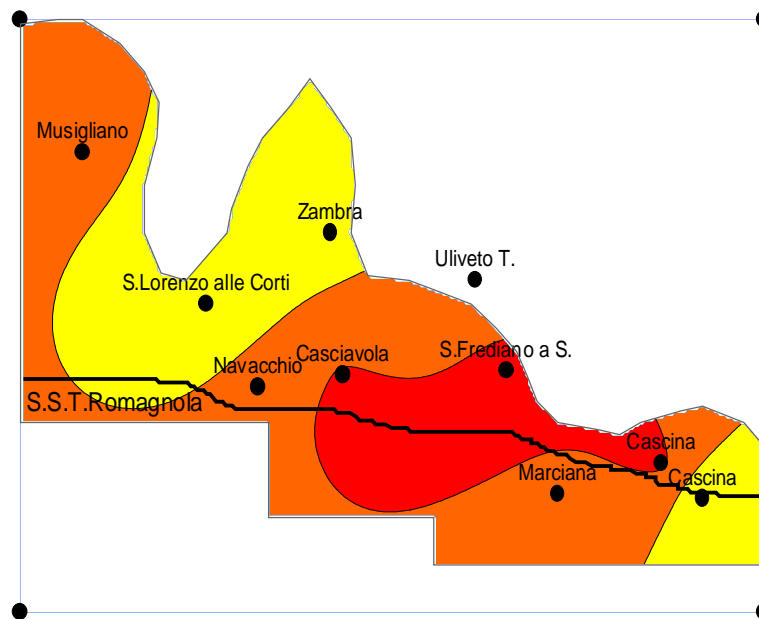 Musigliano
Zambra
Uliveto T.
S.Lorenzo alle Corti
S.Frediano a S.
Casciavola
Navacchio
S.S.T.Romagnola
Cascina
Marciana
Cascina